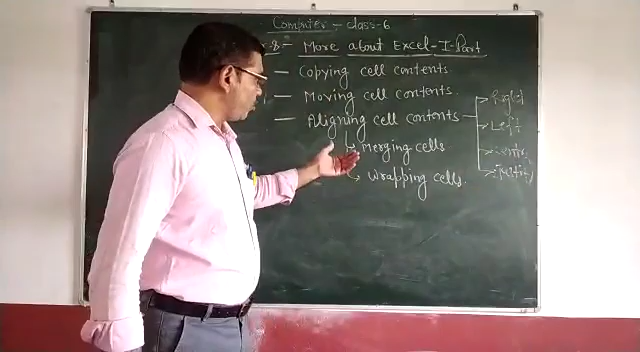 Computer - class-6
8:- More about Excel-I-Part
- Copying cell contents
- Moving cell contents.
- Aligning cell contents
Right
Left
Merging cells
wrapping cells.